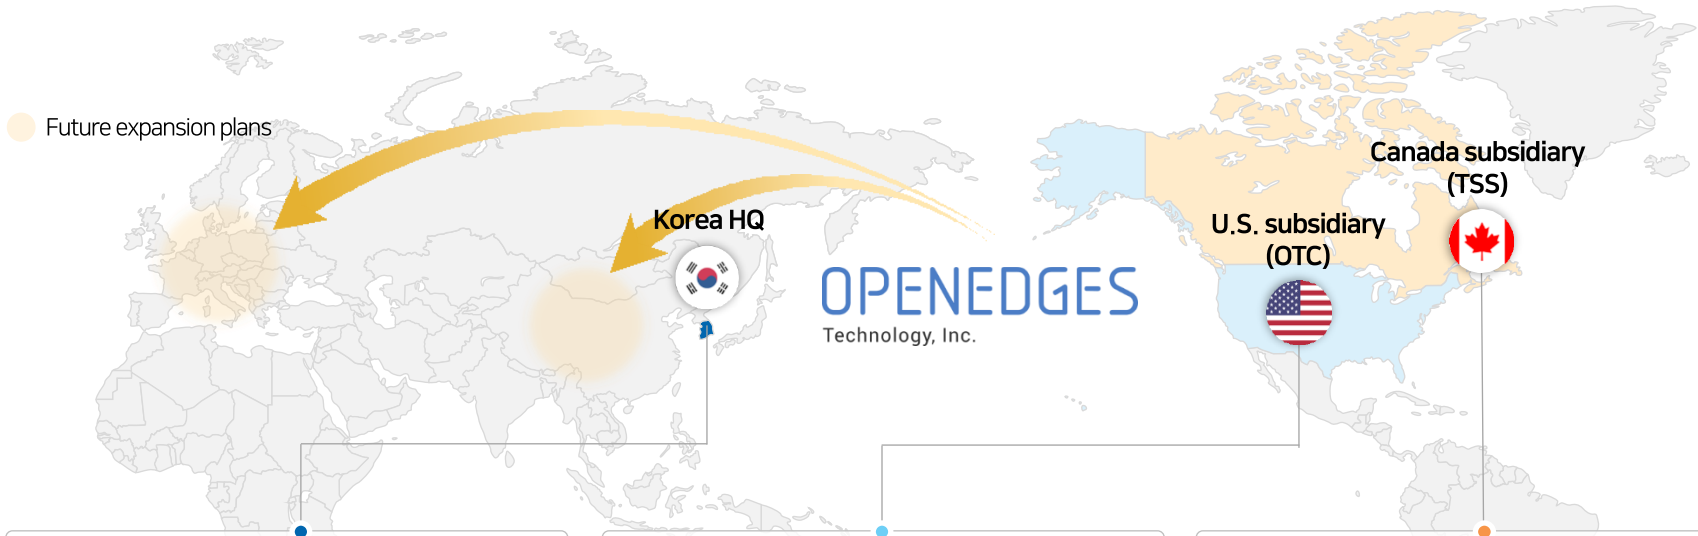 Future expansion plans
Korea HQ
OPENEDGES
Technology, Inc.
U.S. subsidiary
(OTC)
Canada subsidiary
(TSS)